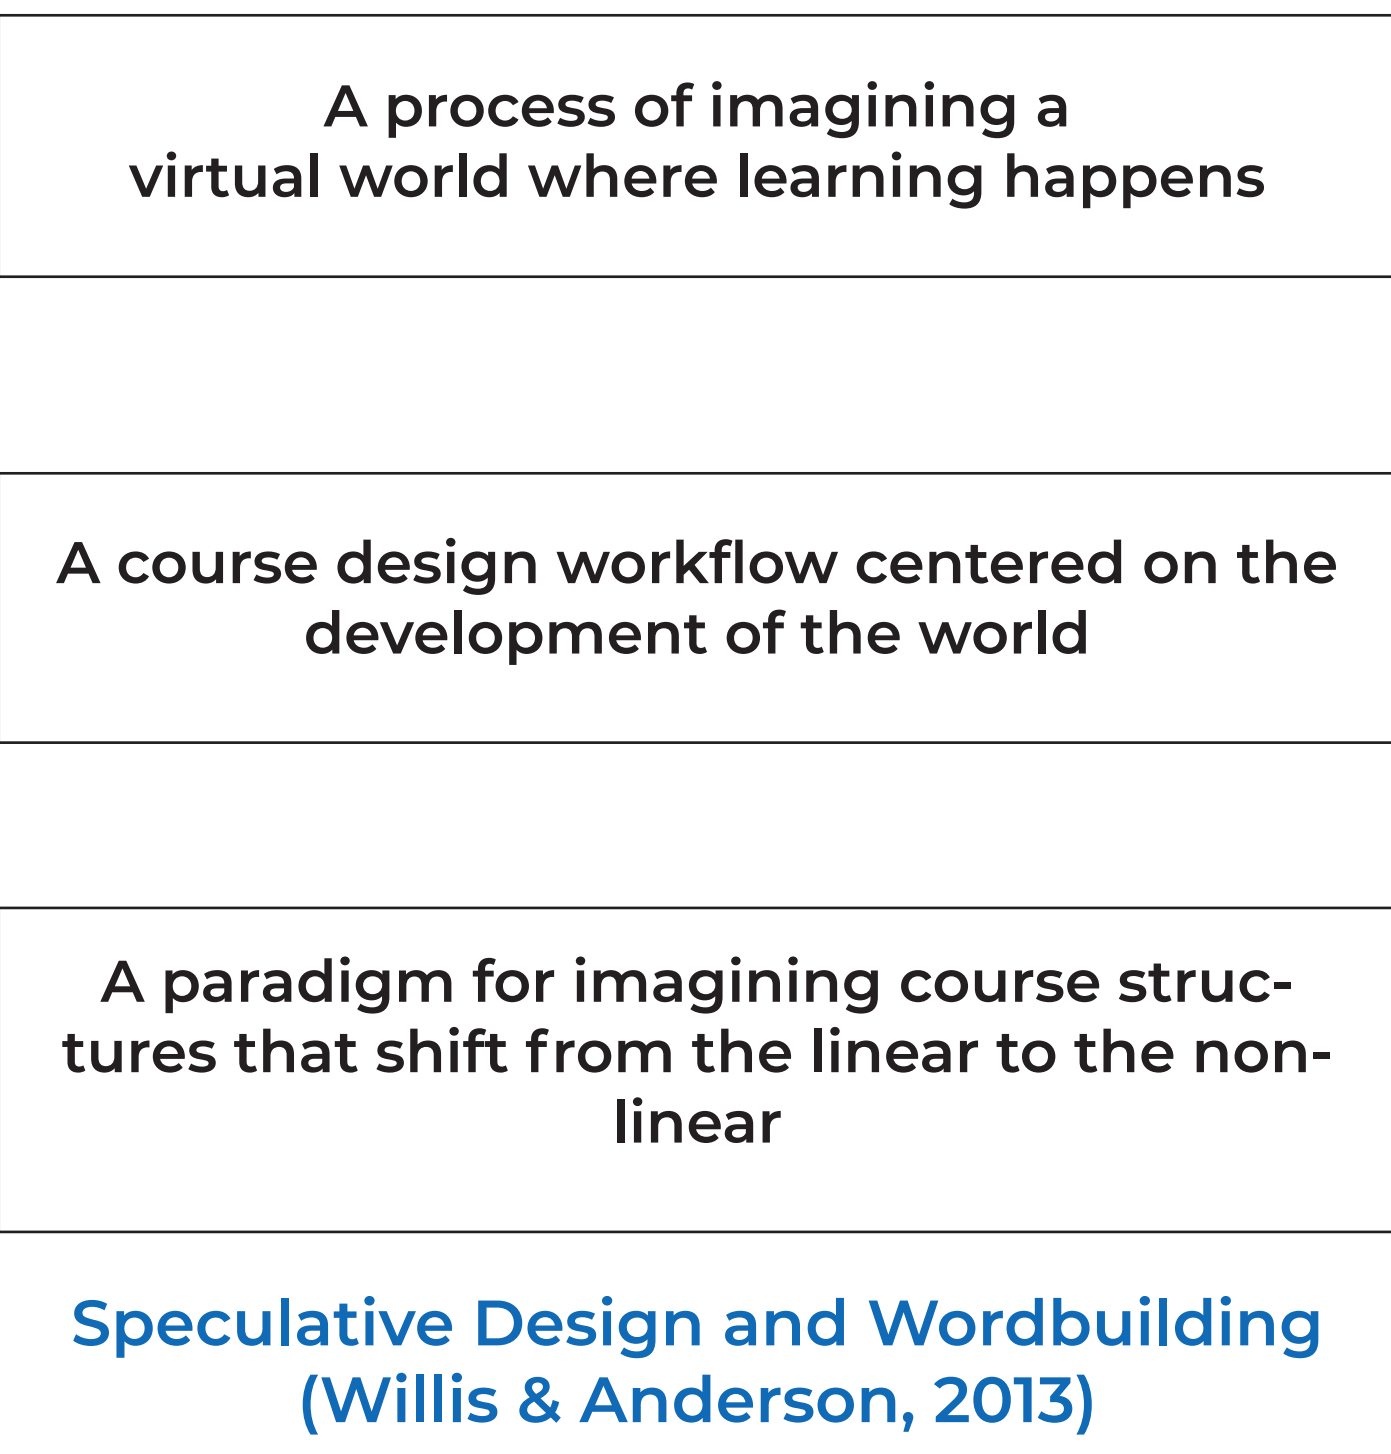 A process of imagining a
virtual world where learning happens
A course design workflow centered on the
development of the world
A paradigm for imagining course struc-
tures that shift from the linear to the non-
linear
Speculative Design and Wordbuilding
(Willis & Anderson, 2013)